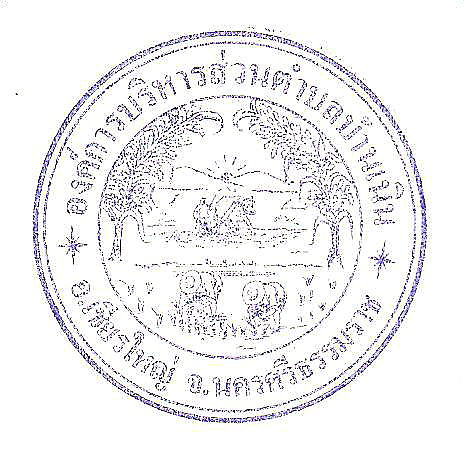 องค์การบริหารส่วนตำบลบ้านเนิน
อ.เชียรใหญ่ จ.นครศรีธรรมราช